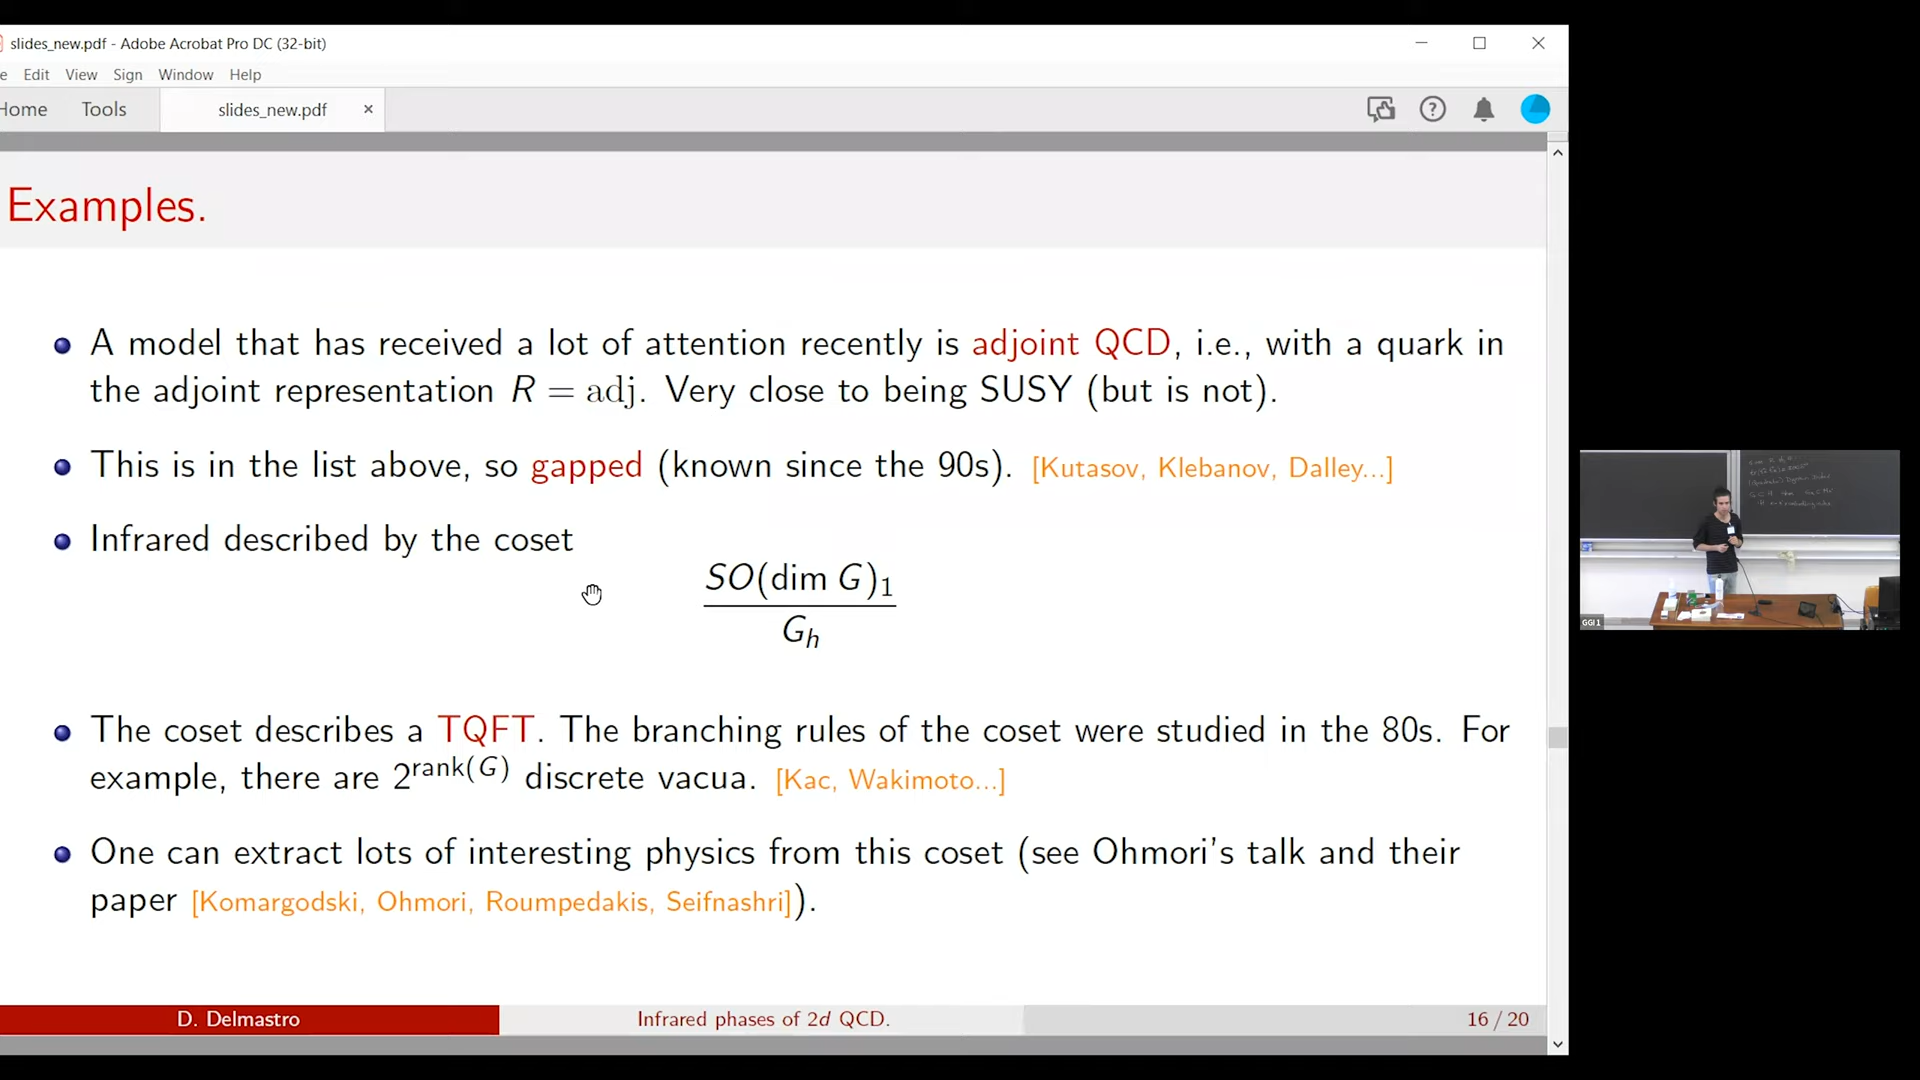 slides_new.pdf - Adobe Acrobat Pro DC (32-bit)
e Edit View Sign Window Help
Home Tools slides_new.pdf ×
Examples.
A model that has received a lot of attention recently is adjoint QCD, i.e., with a quark in
the adjoint representation R = adj. Very close to being SUSY (but is not).
This is in the list above, so gapped (known since the 90s). [Kutasov, Klebanov, Dalley...]
Infrared described by the coset
SO(dim G)₁
Gₕ
The coset describes a TQFT. The branching rules of the coset were studied in the 80s. For
example, there are 2^rank(G) discrete vacua. [Kac, Wakimoto...]
One can extract lots of interesting physics from this coset (see Ohmori's talk and their
paper [Komargodski, Ohmori, Roumpedakis, Seifnashri]).
D. Delmastro Infrared phases of 2d QCD. 16 / 20
GGI 1